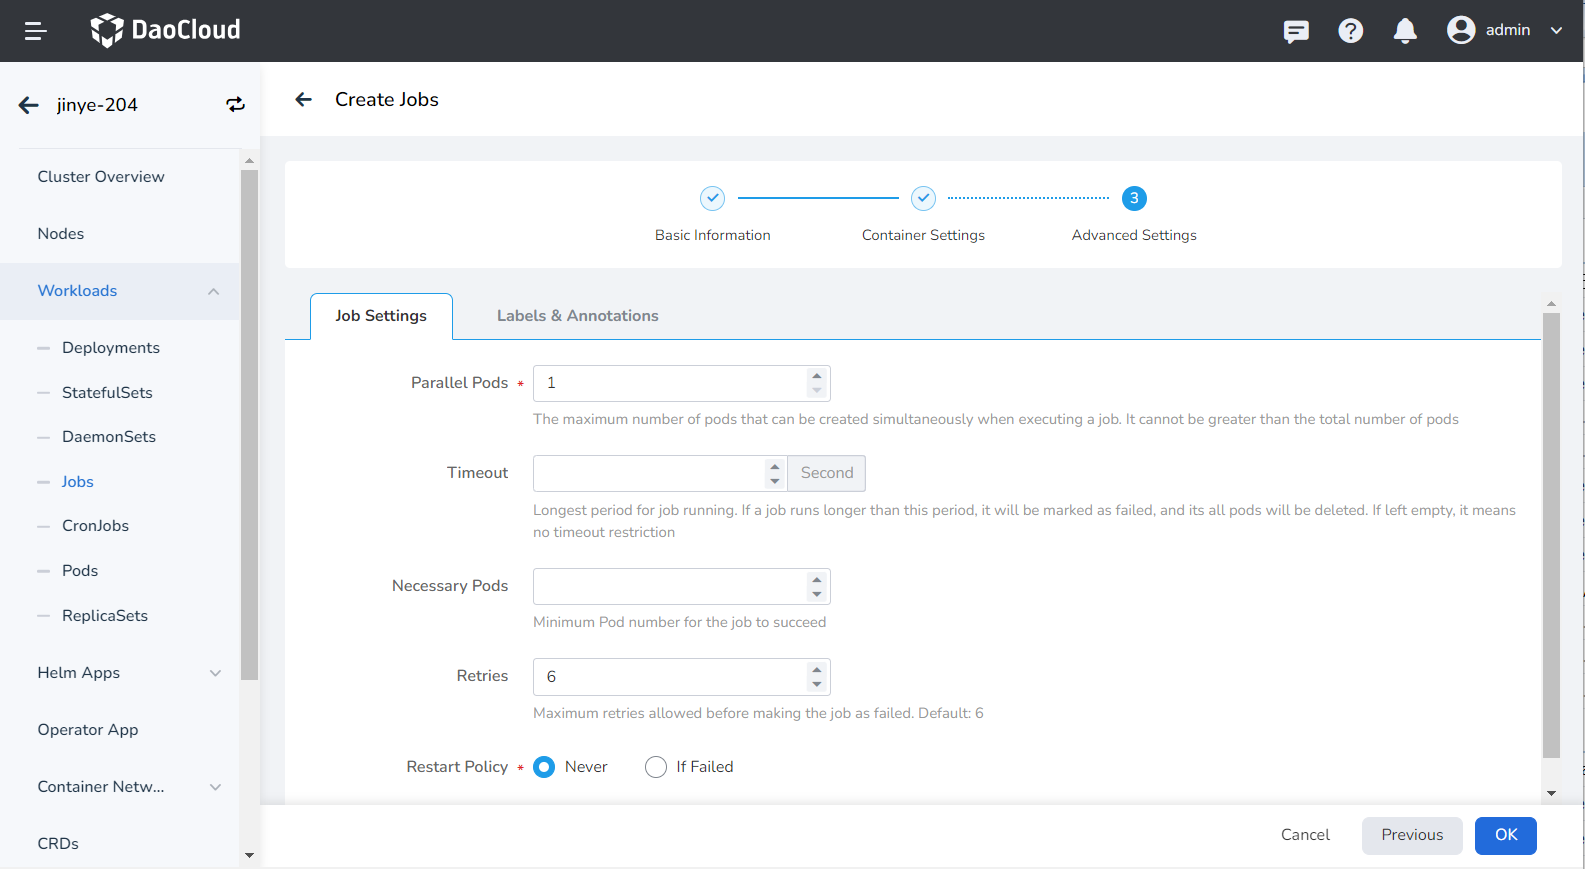 DaoCloud
admin
jinye-204
Create Jobs
Cluster Overview
Nodes
Workloads
Deployments
StatefulSets
DaemonSets
Jobs
CronJobs
Pods
ReplicaSets
Helm Apps
Operator App
Container Netw...
CRDs
3
Basic Information
Container Settings
Advanced Settings
Job Settings
Labels & Annotations
Parallel Pods * 1
The maximum number of pods that can be created simultaneously when executing a job. It cannot be greater than the total number of pods
Timeout Second
Longest period for job running. If a job runs longer than this period, it will be marked as failed, and its all pods will be deleted. If left empty, it means
no timeout restriction
Necessary Pods
Minimum Pod number for the job to succeed
Retries 6
Maximum retries allowed before making the job as failed. Default: 6
Restart Policy * Never If Failed
Cancel Previous OK